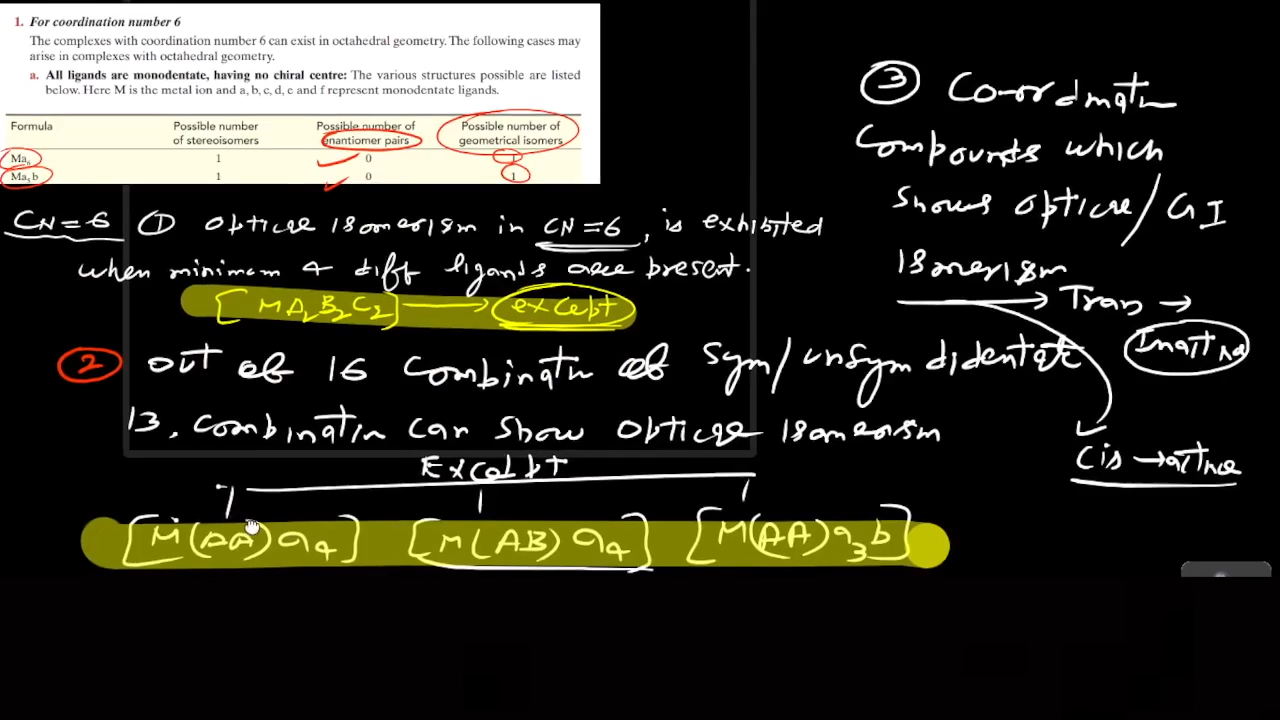 1. For coordination number 6
The complexes with coordination number 6 can exist in octahedral geometry. The following cases may
arise in complexes with octahedral geometry.
a. All ligands are monodentate, having no chiral centre: The various structures possible are listed
below. Here M is the metal ion and a, b, c, d, e and f represent monodentate ligands.
Formula Possible number of stereoisomers Possible number of enantiomer pairs Possible number of geometrical isomers
Ma₆ 1 0 1
Ma₅b 1 0 1
CN=6 ① Optical Isomerism in CN=6, is exhibited
when minimum 4 diff ligands are present.
[MA₂B₂C₂] → except
② Out of 16 Combinatn of Sym/unsym didentate
13, Combinatin can show optical Isomerism
Except
[M(AA)a₄] [M(AB)a₄] [M(AA)a₃b]
③ Coordinatn
Compounds which
shows optical/GI
Isomerism
→ Tran →
Inactive
Cis → active